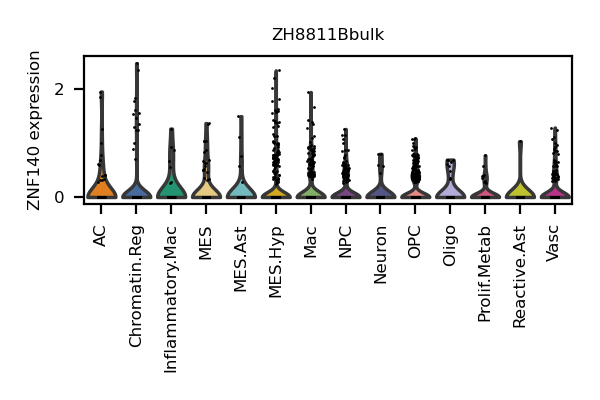 ZH8811Bbulk
ZNF140 expression
2
0
AC
Chromatin.Reg
Inflammatory.Mac
MES
MES.Ast
MES.Hyp
Mac
NPC
Neuron
OPC
Oligo
Prolif.Metab
Reactive.Ast
Vasc